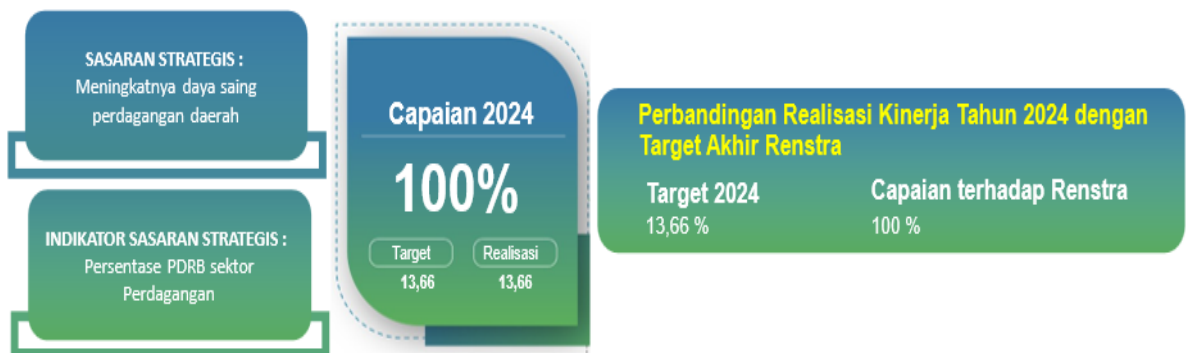 SASARAN STRATEGIS :
Meningkatnya daya saing
perdagangan daerah
INDIKATOR SASARAN STRATEGIS :
Persentase PDRB sektor
Perdagangan
Capaian 2024
100%
Target Realisasi
13,66 13,66
Perbandingan Realisasi Kinerja Tahun 2024 dengan
Target Akhir Renstra
Target 2024 Capaian terhadap Renstra
13,66 % 100 %